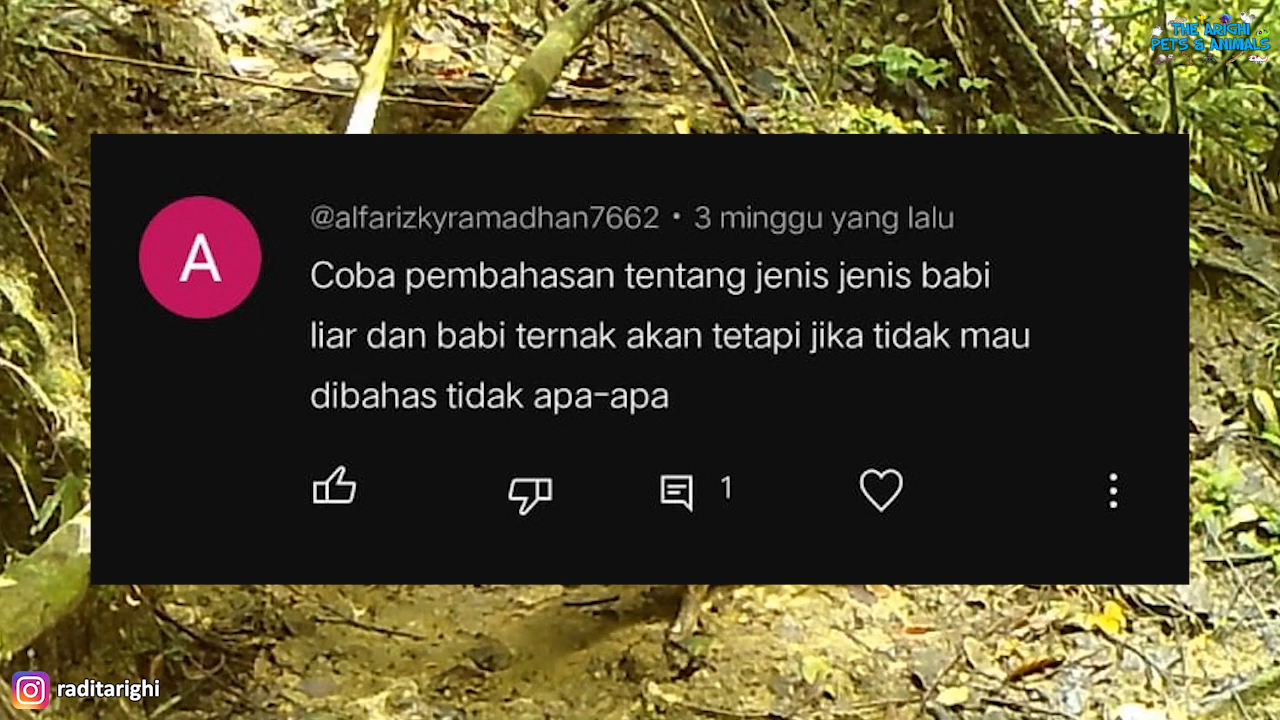 THE ARIGHI
PETS & ANIMALS
A
@alfarizkyramadhan7662 • 3 minggu yang lalu
Coba pembahasan tentang jenis jenis babi
liar dan babi ternak akan tetapi jika tidak mau
dibahas tidak apa-apa
1
raditarighi